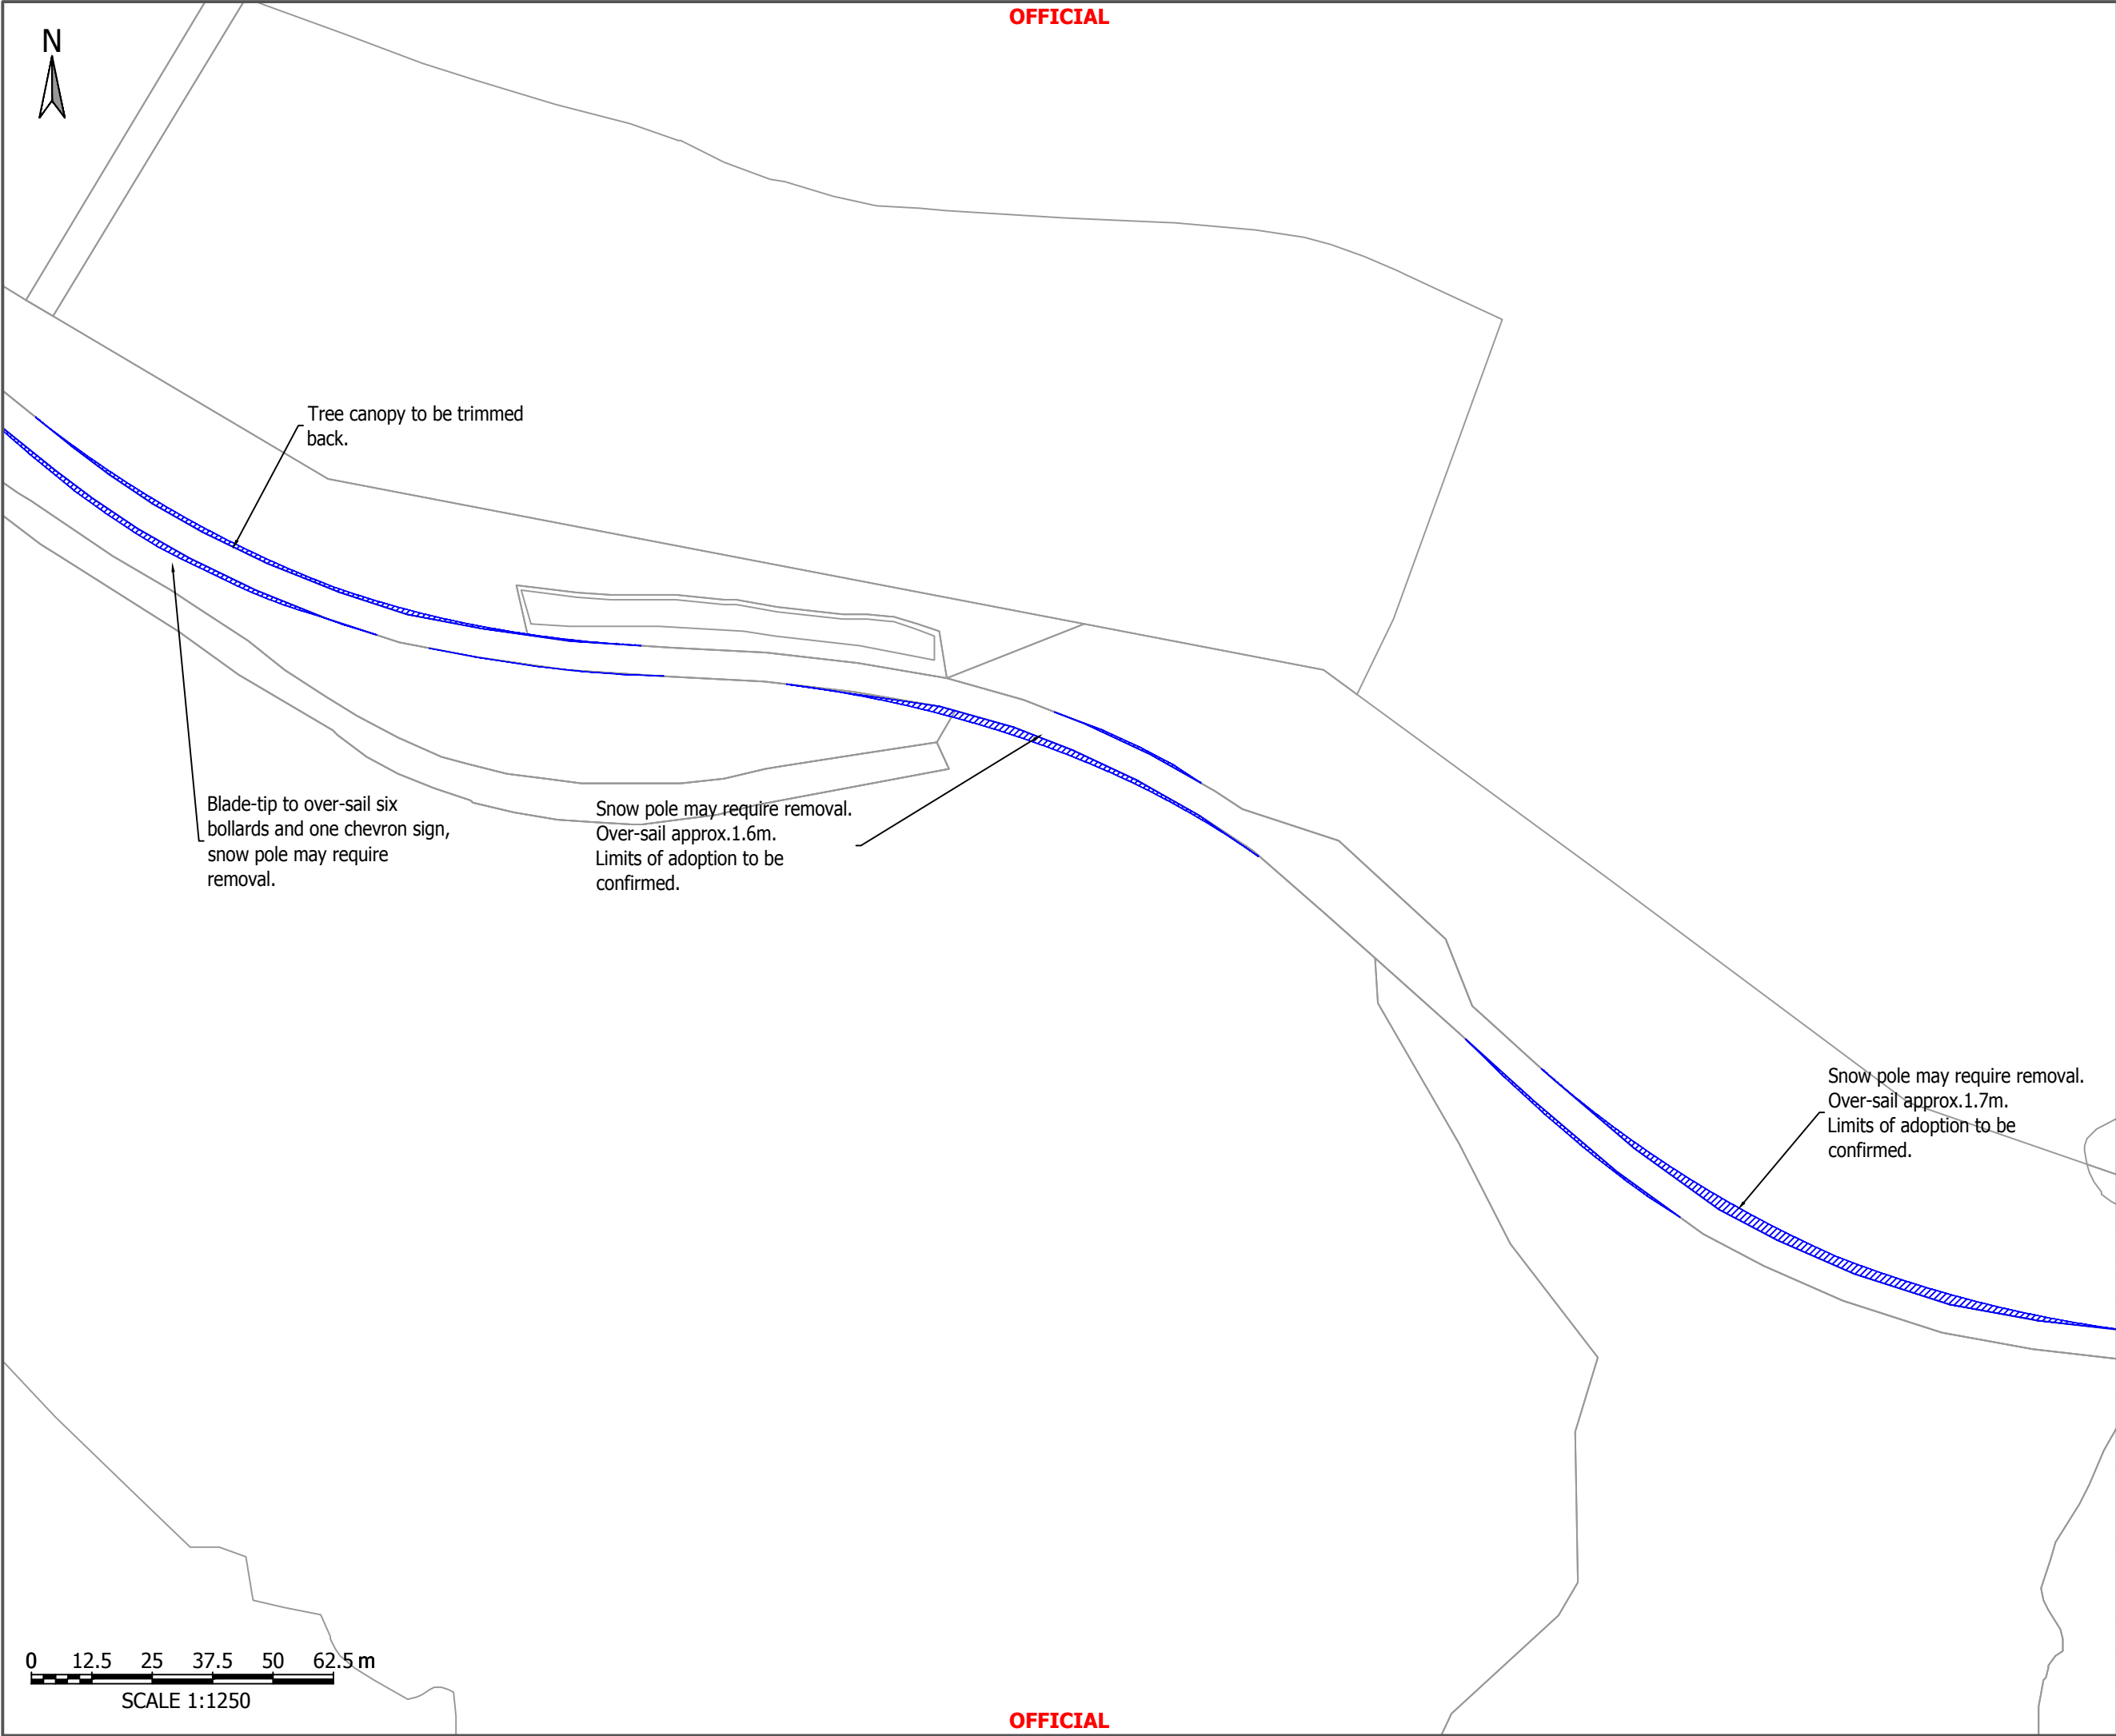 OFFICIAL
N
Tree canopy to be trimmed
back.
Blade-tip to over-sail six
bollards and one chevron sign,
snow pole may require
removal.
Snow pole may require removal.
Over-sail approx.1.6m.
Limits of adoption to be
confirmed.
Snow pole may require removal.
Over-sail approx.1.7m.
Limits of adoption to be
confirmed.
0 12.5 25 37.5 50 62.5 m
SCALE 1:1250
OFFICIAL